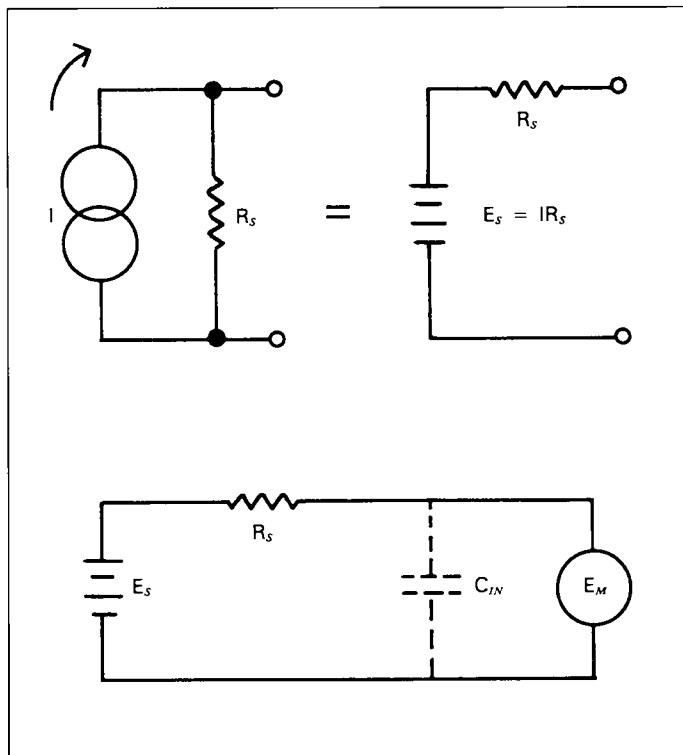 R_S
I
R_S
=
E_S = IR_S
R_S
E_S
C_IN
E_M